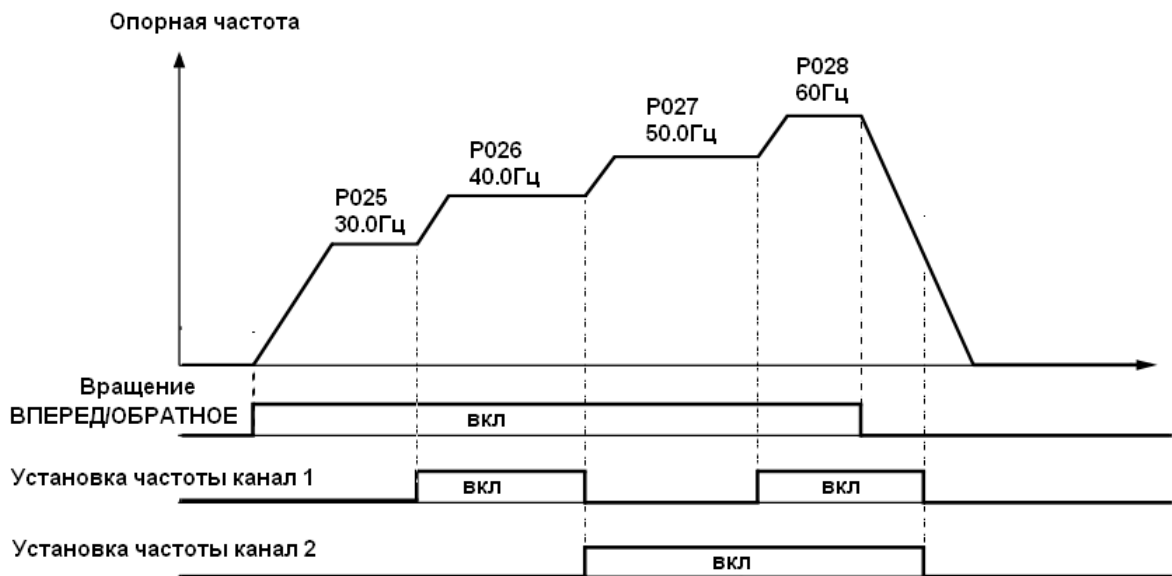 Опорная частота
P028
60Гц
P027
50.0Гц
P026
40.0Гц
P025
30.0Гц
Вращение
ВПЕРЕД/ОБРАТНОЕ
вкл
Установка частоты канал 1
вкл
вкл
Установка частоты канал 2
вкл